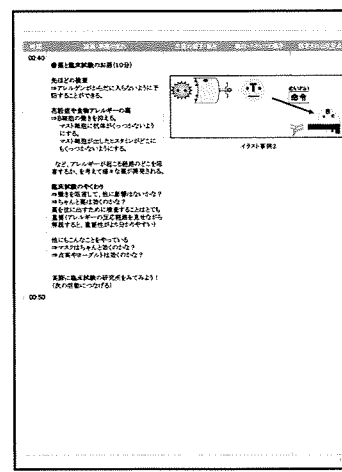 00:40
●薬と臨床試験のお話(10分)
先ほどの検査
⇒アレルゲンがからだに入らないように予
防することができる。
花粉症や食物アレルギーの薬
⇒B細胞の働きを抑える。
マスト細胞に抗体がくっつかないよう
にする。
マスト細胞が出したヒスタミンがどこに
もくっつかないようにする。
など、アレルギーが起こる経路のどこを阻
害するか、を考えて様々な薬が開発される。
臨床試験のやくわり
⇒働きを阻害して、他に影響はないかな?
⇒ちゃんと薬は効くのかな?
薬を世に出すために検査することはとても
重要(アレルギーの反応経路を見せながら
解説すると、重要性がより分かりやすい)
他にもこんなことをやっている
⇒マスクはちゃんと効くのかな?
⇒点鼻やヨーグルトは効くのかな?
実際に臨床試験の研究所をみてみよう!
(次の活動につなげる)
00:50
T
命令
B
イラスト事例2